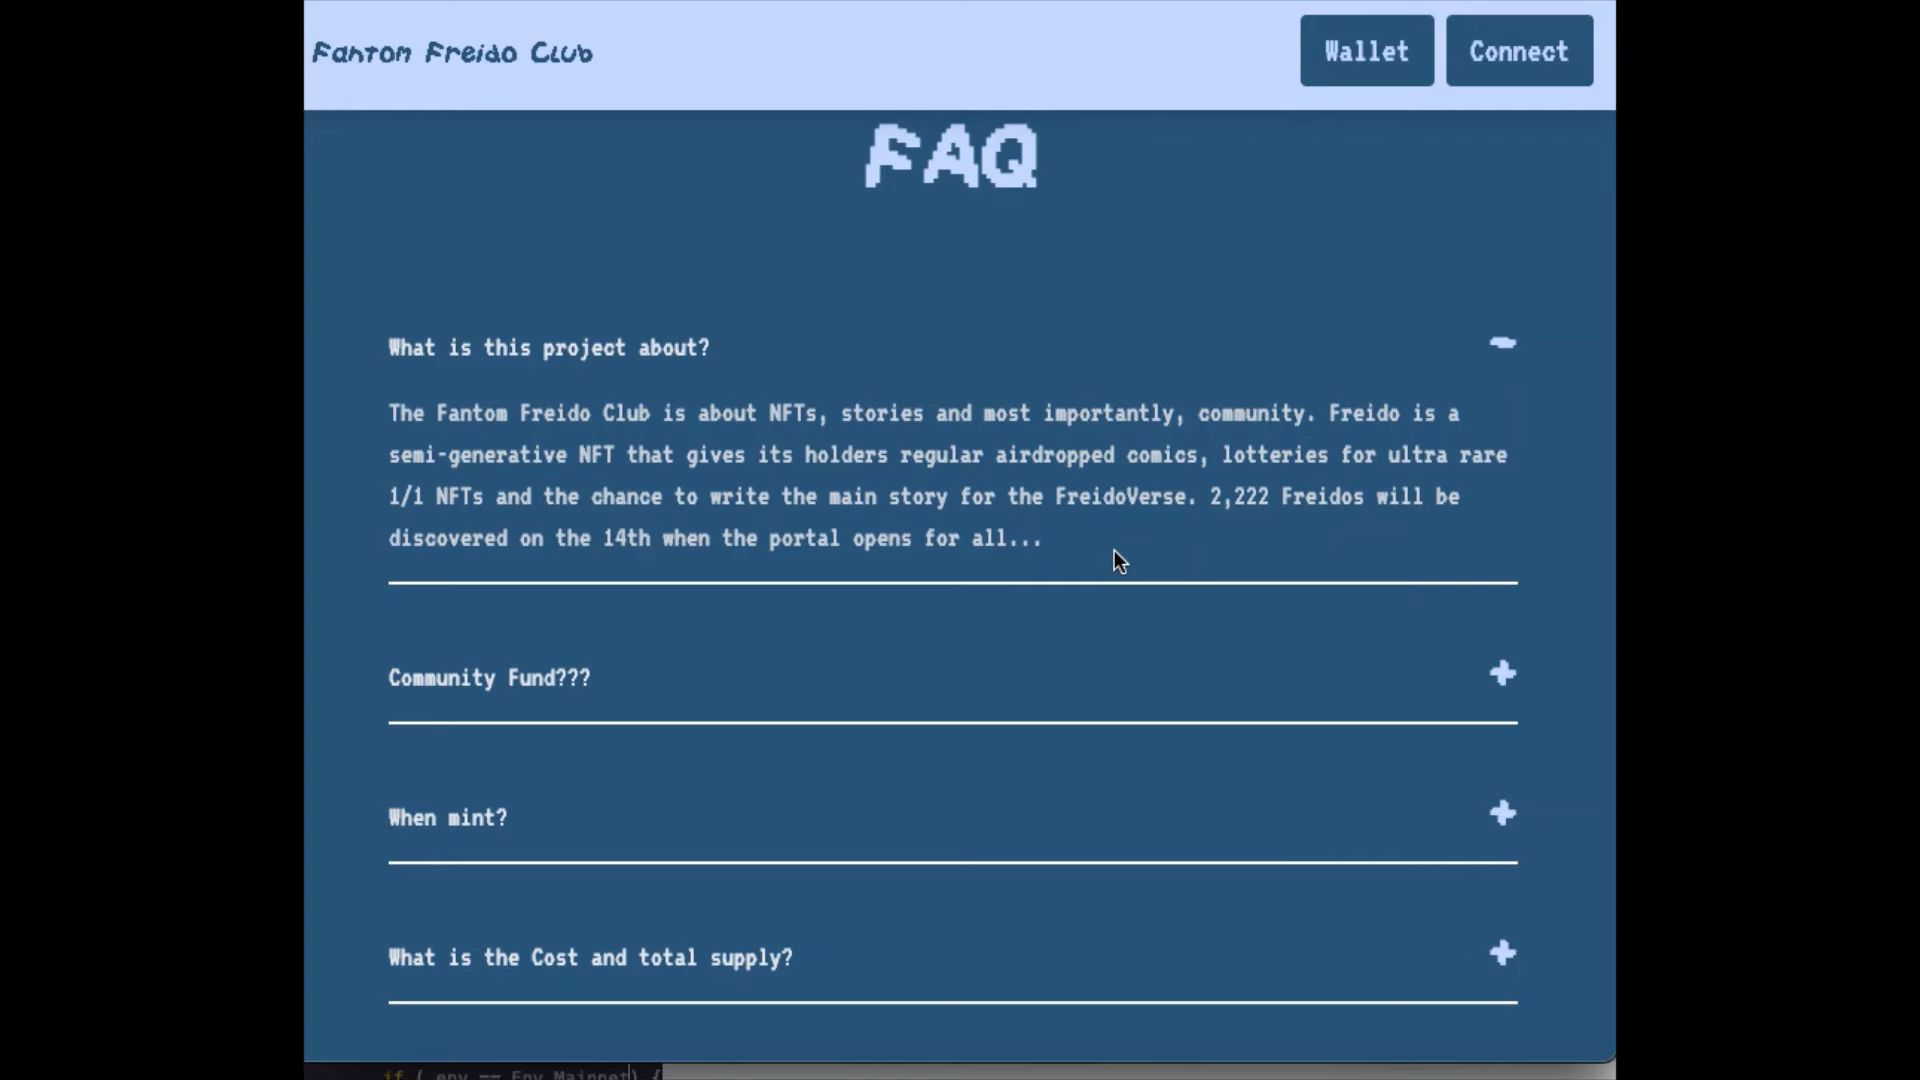 Fantom Freido Club
Wallet
Connect
FAQ
What is this project about?
The Fantom Freido Club is about NFTs, stories and most importantly, community. Freido is a
semi-generative NFT that gives its holders regular airdropped comics, lotteries for ultra rare
1/1 NFTs and the chance to write the main story for the FreidoVerse. 2,222 Freidos will be
discovered on the 14th when the portal opens for all...
Community Fund???
When mint?
What is the Cost and total supply?
if (_env == Env.Mainnet) {